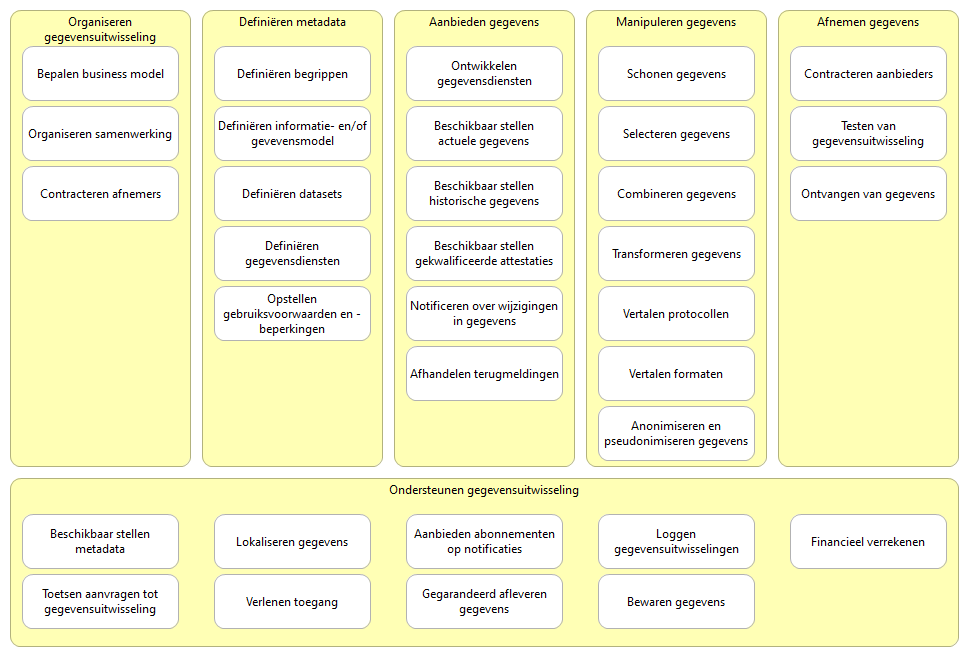 Organiseren
gegevensuitwisseling
Bepalen business model
Organiseren samenwerking
Contracteren afnemers
Definiëren metadata
Definiëren begrippen
Definiëren informatie- en/of
gevevensmodel
Definiëren datasets
Definiëren
gegevensdiensten
Opstellen
gebruiksvoorwaarden en -
beperkingen
Aanbieden gegevens
Ontwikkelen
gegevensdiensten
Beschikbaar stellen
actuele gegevens
Beschikbaar stellen
historische gegevens
Beschikbaar stellen
gekwalificeerde attestaties
Notificeren over wijzigingen
in gegevens
Afhandelen terugmeldingen
Manipuleren gegevens
Schonen gegevens
Selecteren gegevens
Combineren gegevens
Transformeren gegevens
Vertalen protocollen
Vertalen formaten
Anonimiseren en
pseudonimiseren gegevens
Afnemen gegevens
Contracteren aanbieders
Testen van
gegevensuitwisseling
Ontvangen van gegevens
Ondersteunen gegevensuitwisseling
Beschikbaar stellen
metadata
Lokaliseren gegevens
Aanbieden abonnementen
op notificaties
Loggen
gegevensuitwisselingen
Financieel verrekenen
Toetsen aanvragen tot
gegevensuitwisseling
Verlenen toegang
Gegarandeerd afleveren
gegevens
Bewaren gegevens